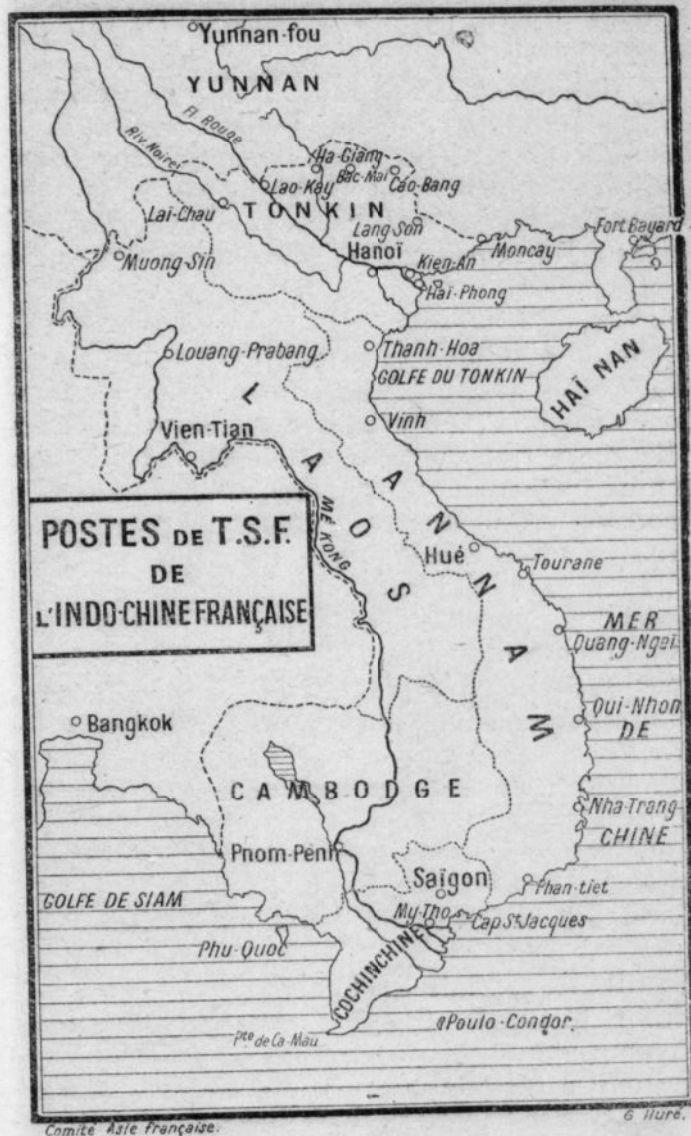 Yunnan-fou
YUNNAN
Fl. ROUGE
Riv. Noire
Ha-Giang
Bac-Mai
Cao-Bang
Lao-Kay
Laï-Chau
TONKIN
Lang-Son
Hanoï
Moncay
Fort Bayard
Muong-Sin
Kien-An
Haï-Phong
Louang-Prabang
Thanh-Hoa
GOLFE DU TONKIN
HAÏ NAN
Vinh
Vien-Tian
LAOS
ANNAM
POSTES DE T.S.F.
DE
L'INDO-CHINE FRANÇAISE
MÉ KONG
Hué
Tourane
MER
Quang-Ngai
Qui-Nhon
DE
Bangkok
CAMBODGE
Nha-Trang
CHINE
Pnom-Penh
Saïgon
Phan-tiet
GOLFE DE SIAM
My-Tho
Cap St Jacques
Phu-Quoc
COCHINCHINE
Poulo-Condor.
Pte de Ca-Mau
Comité Asie française.
G Huré.